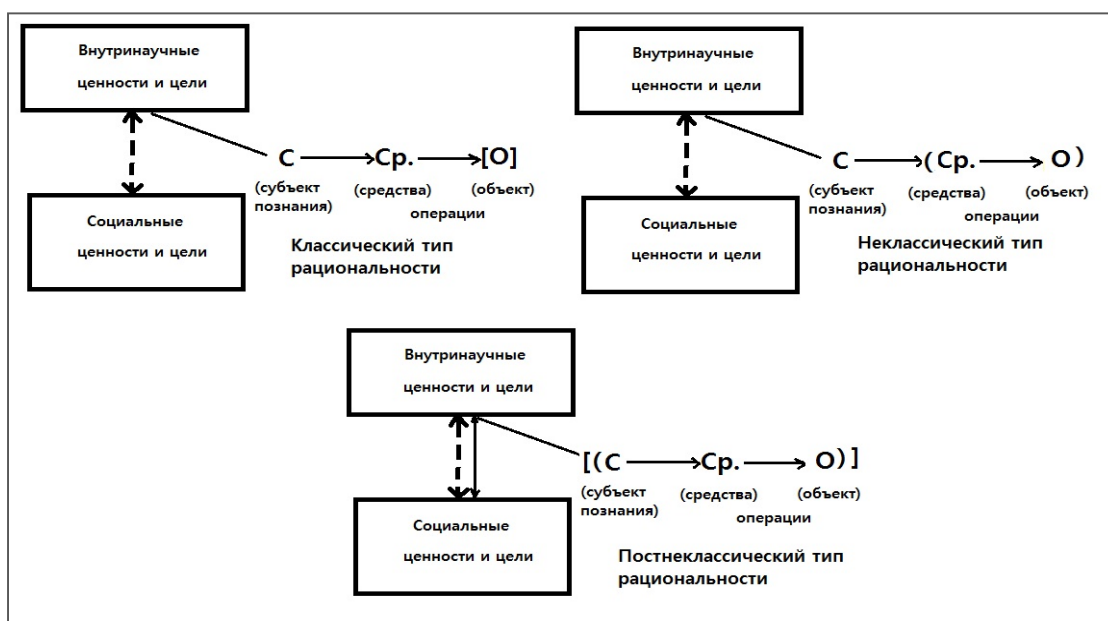 Внутринаучные
ценности и цели
С Ср. [О]
(субъект познания) (средства) (объект)
операции
Социальные
ценности и цели
Классический тип
рациональности
Внутринаучные
ценности и цели
С (Ср. О)
(субъект познания) (средства) (объект)
операции
Социальные
ценности и цели
Неклассический тип
рациональности
Внутринаучные
ценности и цели
[(С Ср. О)]
(субъект познания) (средства) (объект)
операции
Социальные
ценности и цели
Постнеклассический тип
рациональности